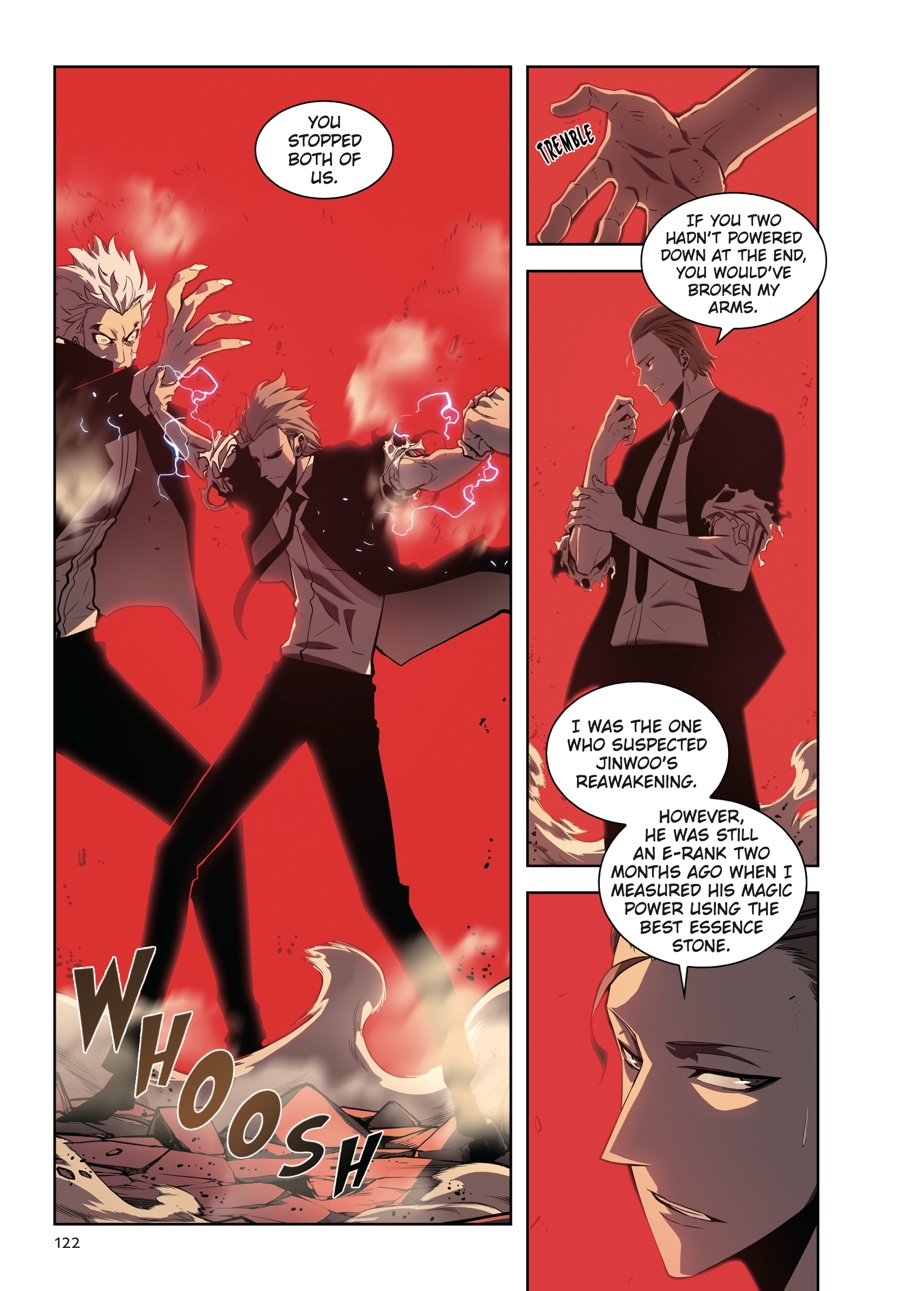 YOU
STOPPED
BOTH OF
US.
WHOOSH
TREMBLE
IF YOU TWO
HADN'T POWERED
DOWN AT THE END,
YOU WOULD'VE
BROKEN MY
ARMS.
I WAS THE ONE
WHO SUSPECTED
JINWOO'S
REAWAKENING.
HOWEVER,
HE WAS STILL
AN E-RANK TWO
MONTHS AGO WHEN I
MEASURED HIS MAGIC
POWER USING THE
BEST ESSENCE
STONE.
122